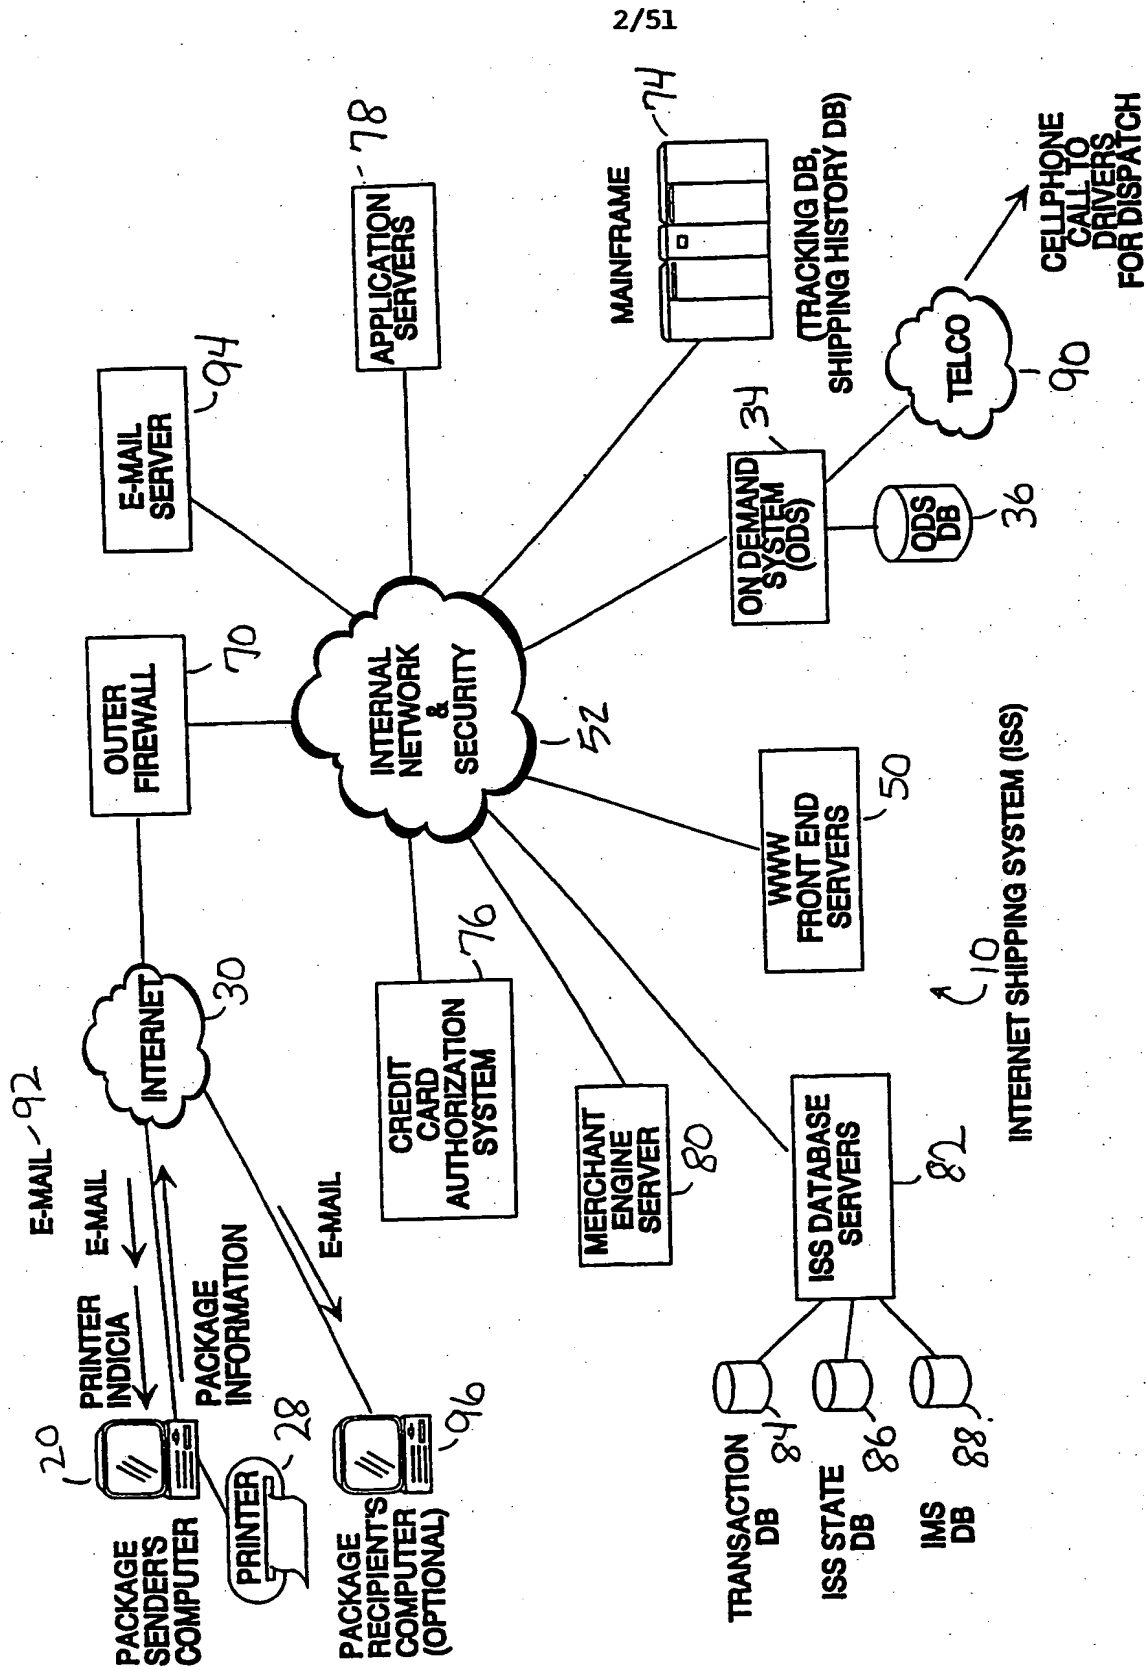 2/51
E-MAIL 92
20
PACKAGE
SENDER'S
COMPUTER
PRINTER
INDICIA
E-MAIL
PACKAGE
INFORMATION
INTERNET
30
OUTER
FIREWALL
70
E-MAIL
SERVER
94
PRINTER
28
PACKAGE
RECIPIENT'S
COMPUTER
(OPTIONAL)
96
E-MAIL
CREDIT
CARD
AUTHORIZATION
SYSTEM
76
INTERNAL
NETWORK
&
SECURITY
52
APPLICATION
SERVERS
78
MERCHANT
ENGINE
SERVER
80
MAINFRAME
74
(TRACKING DB,
SHIPPING HISTORY DB)
TRANSACTION
DB
84
ISS STATE
DB
86
IMS
DB
88
ISS DATABASE
SERVERS
82
WWW
FRONT END
SERVERS
50
ON DEMAND
SYSTEM
(ODS)
34
ODS
DB
36
TELCO
90
CELLPHONE
CALL TO
DRIVERS
FOR DISPATCH
10
INTERNET SHIPPING SYSTEM (ISS)